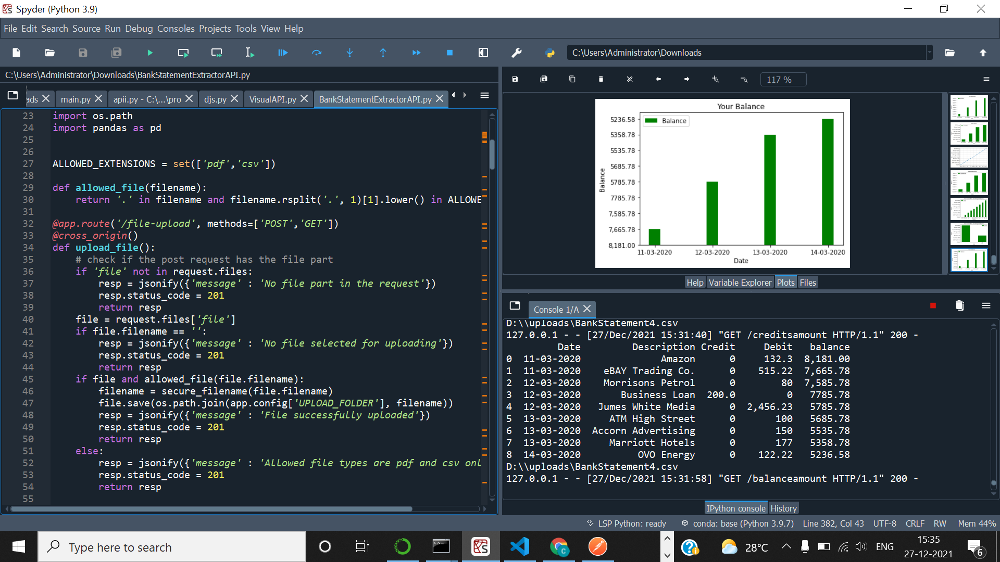 Spyder (Python 3.9)
File Edit Search Source Run Debug Consoles Projects Tools View Help
C:\Users\Administrator\Downloads
C:\Users\Administrator\Downloads\BankStatementExtractorAPI.py
ads main.py apii.py - C:\...\pro djs.py VisualAPI.py BankStatementExtractorAPI.py
23 import os.path
24 import pandas as pd
25
26
27 ALLOWED_EXTENSIONS = set(['pdf','csv'])
28
29 def allowed_file(filename):
30 return '.' in filename and filename.rsplit('.', 1)[1].lower() in ALLOWE
31
32 @app.route('/file-upload', methods=['POST','GET'])
33 @cross_origin()
34 def upload_file():
35 # check if the post request has the file part
36 if 'file' not in request.files:
37 resp = jsonify({'message' : 'No file part in the request'})
38 resp.status_code = 201
39 return resp
40 file = request.files['file']
41 if file.filename == '':
42 resp = jsonify({'message' : 'No file selected for uploading'})
43 resp.status_code = 201
44 return resp
45 if file and allowed_file(file.filename):
46 filename = secure_filename(file.filename)
47 file.save(os.path.join(app.config['UPLOAD_FOLDER'], filename))
48 resp = jsonify({'message' : 'File successfully uploaded'})
49 resp.status_code = 201
50 return resp
51 else:
52 resp = jsonify({'message' : 'Allowed file types are pdf and csv onl
53 resp.status_code = 201
54 return resp
55
117 %
Your Balance
Balance
5236.58
5358.78
5535.78
5685.78
5785.78
7785.78
7,585.78
7,665.78
8,181.00
Balance
11-03-2020 12-03-2020 13-03-2020 14-03-2020
Date
Help Variable Explorer Plots Files
Console 1/A
D:\\uploads\BankStatement4.csv
127.0.0.1 - - [27/Dec/2021 15:31:40] "GET /creditsamount HTTP/1.1" 200 -
Date Description Credit Debit balance
0 11-03-2020 Amazon 0 132.3 8,181.00
1 11-03-2020 eBAY Trading Co. 0 515.22 7,665.78
2 12-03-2020 Morrisons Petrol 0 80 7,585.78
3 12-03-2020 Business Loan 200.0 0 7785.78
4 12-03-2020 Jumes White Media 0 2,456.23 5785.78
5 13-03-2020 ATM High Street 0 100 5685.78
6 13-03-2020 Accorn Advertising 0 150 5535.78
7 13-03-2020 Marriott Hotels 0 177 5358.78
8 14-03-2020 OVO Energy 0 122.22 5236.58
D:\\uploads\BankStatement4.csv
127.0.0.1 - - [27/Dec/2021 15:31:58] "GET /balanceamount HTTP/1.1" 200 -
IPython console History
LSP Python: ready conda: base (Python 3.9.7) Line 382, Col 43 UTF-8 CRLF RW Mem 44%
Type here to search
28°C ENG 15:35
27-12-2021
6